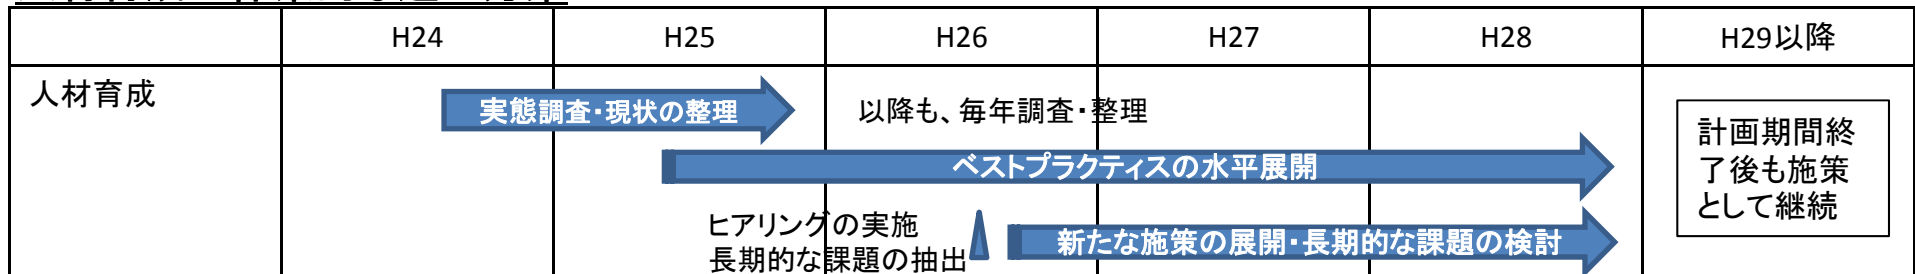 H24 H25 H26 H27 H28 H29以降
人材育成
実態調査・現状の整理
以降も、毎年調査・整理
ベストプラクティスの水平展開
ヒアリングの実施
長期的な課題の抽出
新たな施策の展開・長期的な課題の検討
計画期間終
了後も施策
として継続